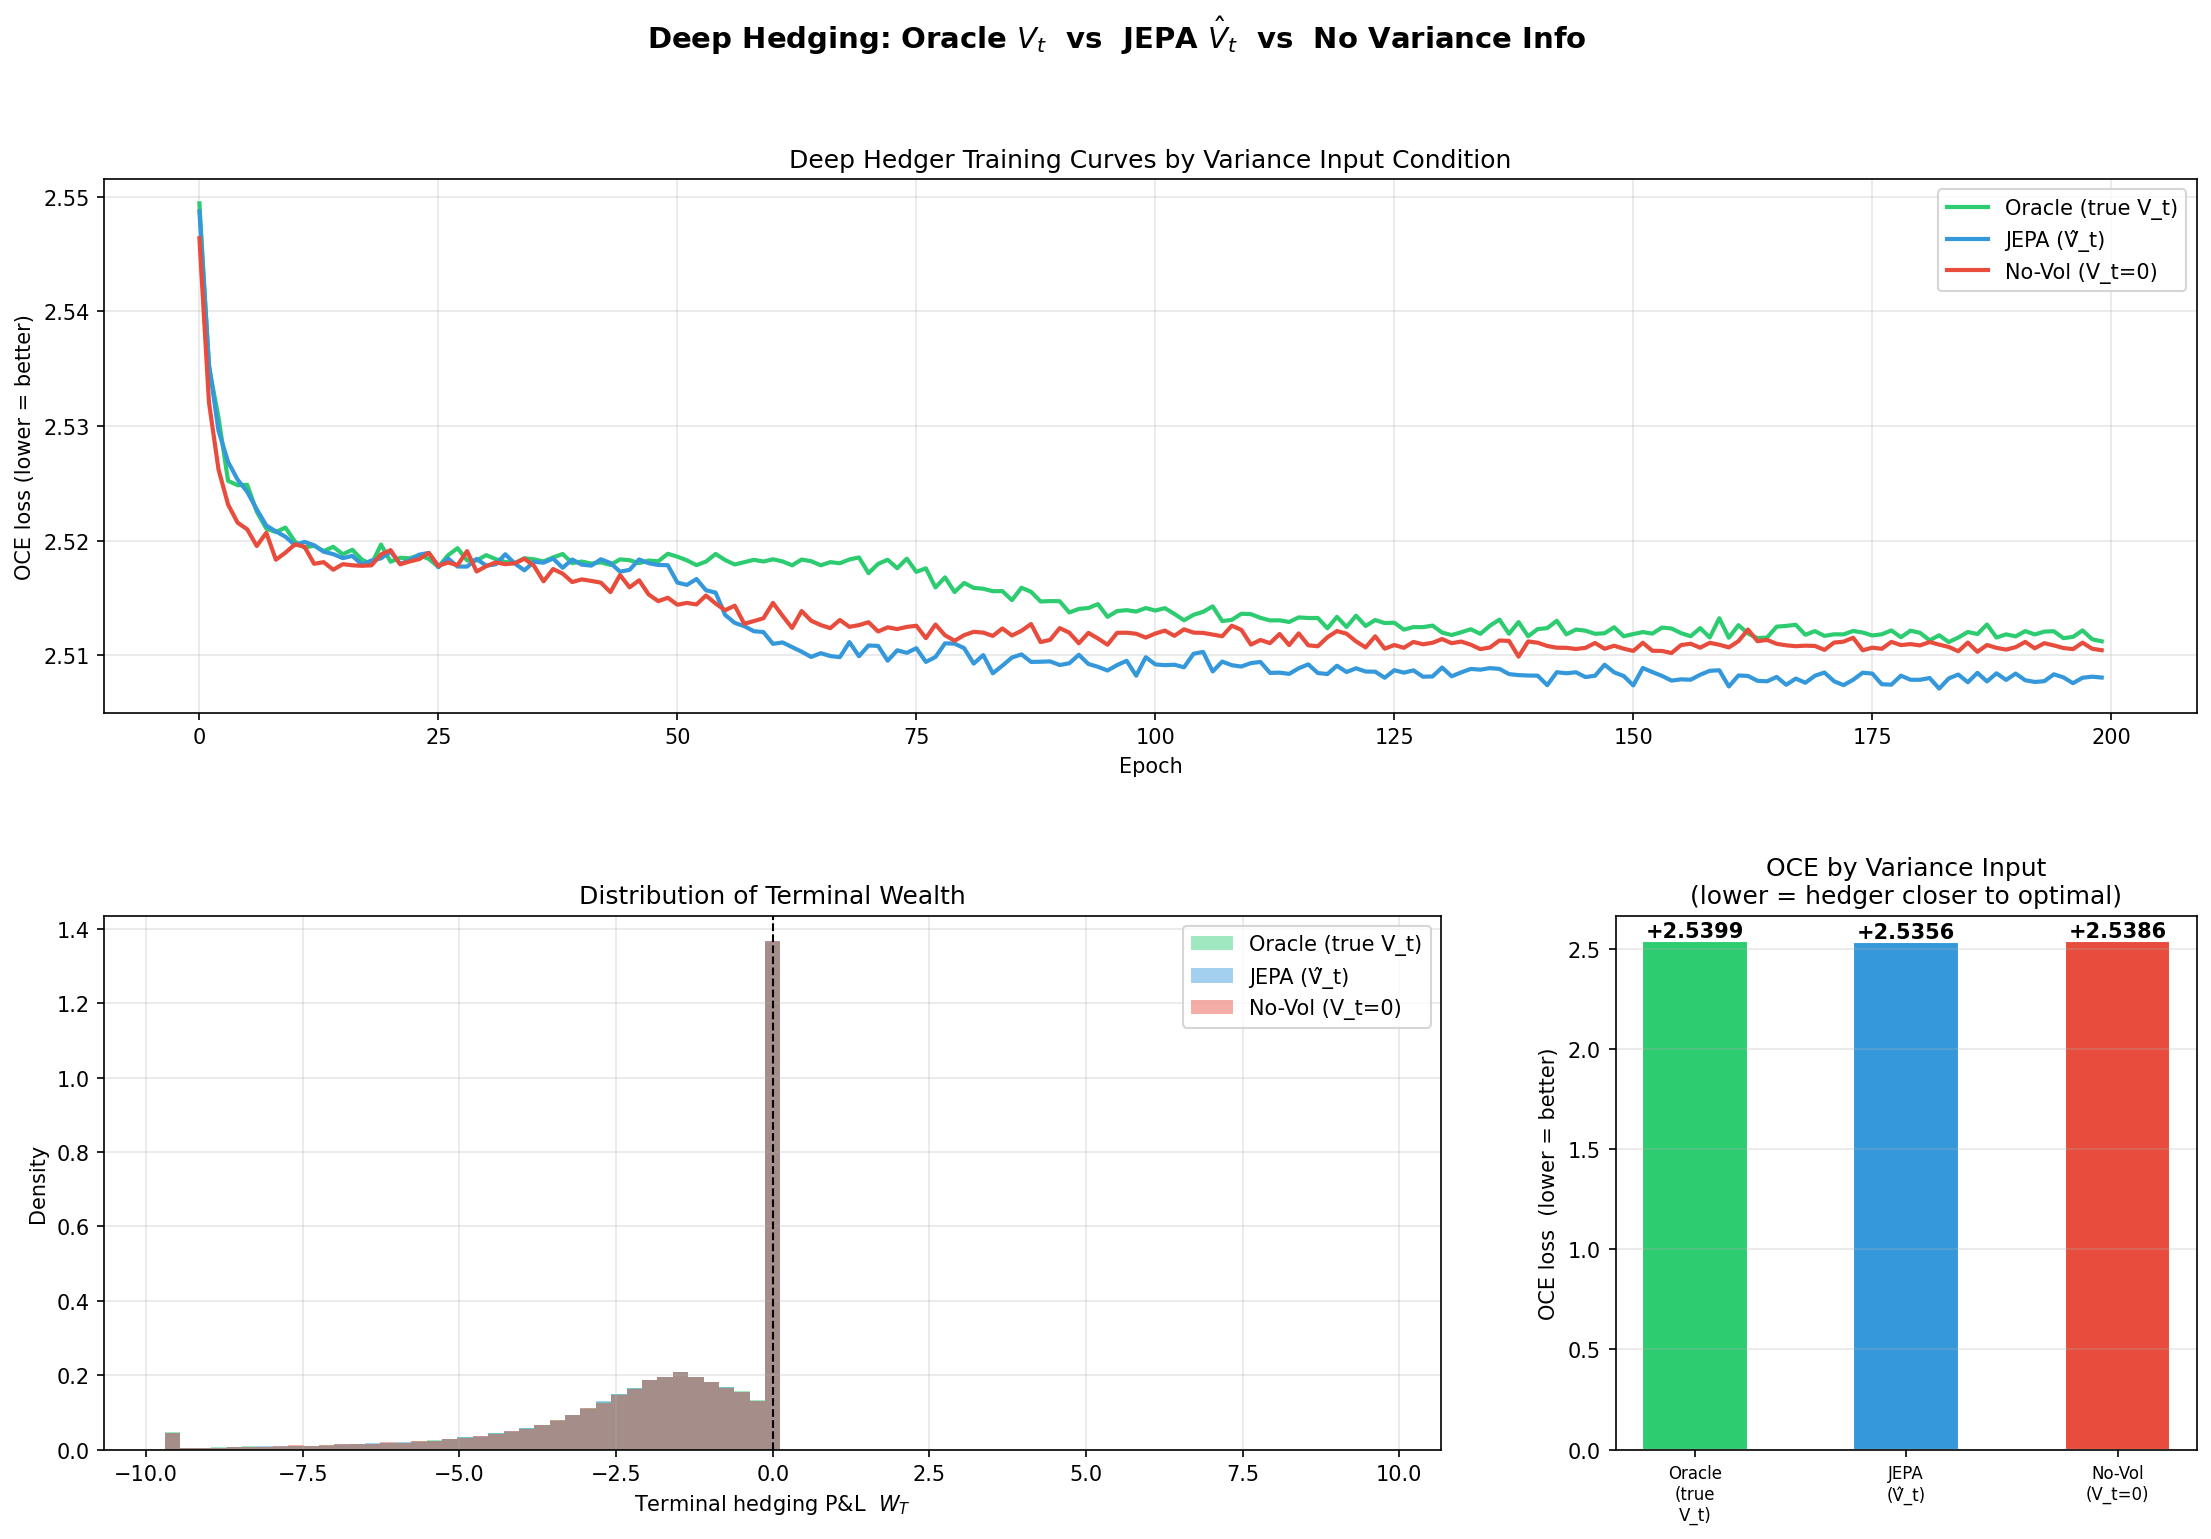 Deep Hedging: Oracle V_t vs JEPA V̂_t vs No Variance Info
Deep Hedger Training Curves by Variance Input Condition
OCE loss (lower = better)
2.55
2.54
2.53
2.52
2.51
Oracle (true V_t)
JEPA (V̂_t)
No-Vol (V_t=0)
0 25 50 75 100 125 150 175 200
Epoch
Distribution of Terminal Wealth
Density
1.4
1.2
1.0
0.8
0.6
0.4
0.2
0.0
Oracle (true V_t)
JEPA (V̂_t)
No-Vol (V_t=0)
−10.0 −7.5 −5.0 −2.5 0.0 2.5 5.0 7.5 10.0
Terminal hedging P&L W_T
OCE by Variance Input
(lower = hedger closer to optimal)
OCE loss (lower = better)
2.5
2.0
1.5
1.0
0.5
0.0
+2.5399 +2.5356 +2.5386
Oracle
(true
V_t)
JEPA
(V̂_t)
No-Vol
(V_t=0)